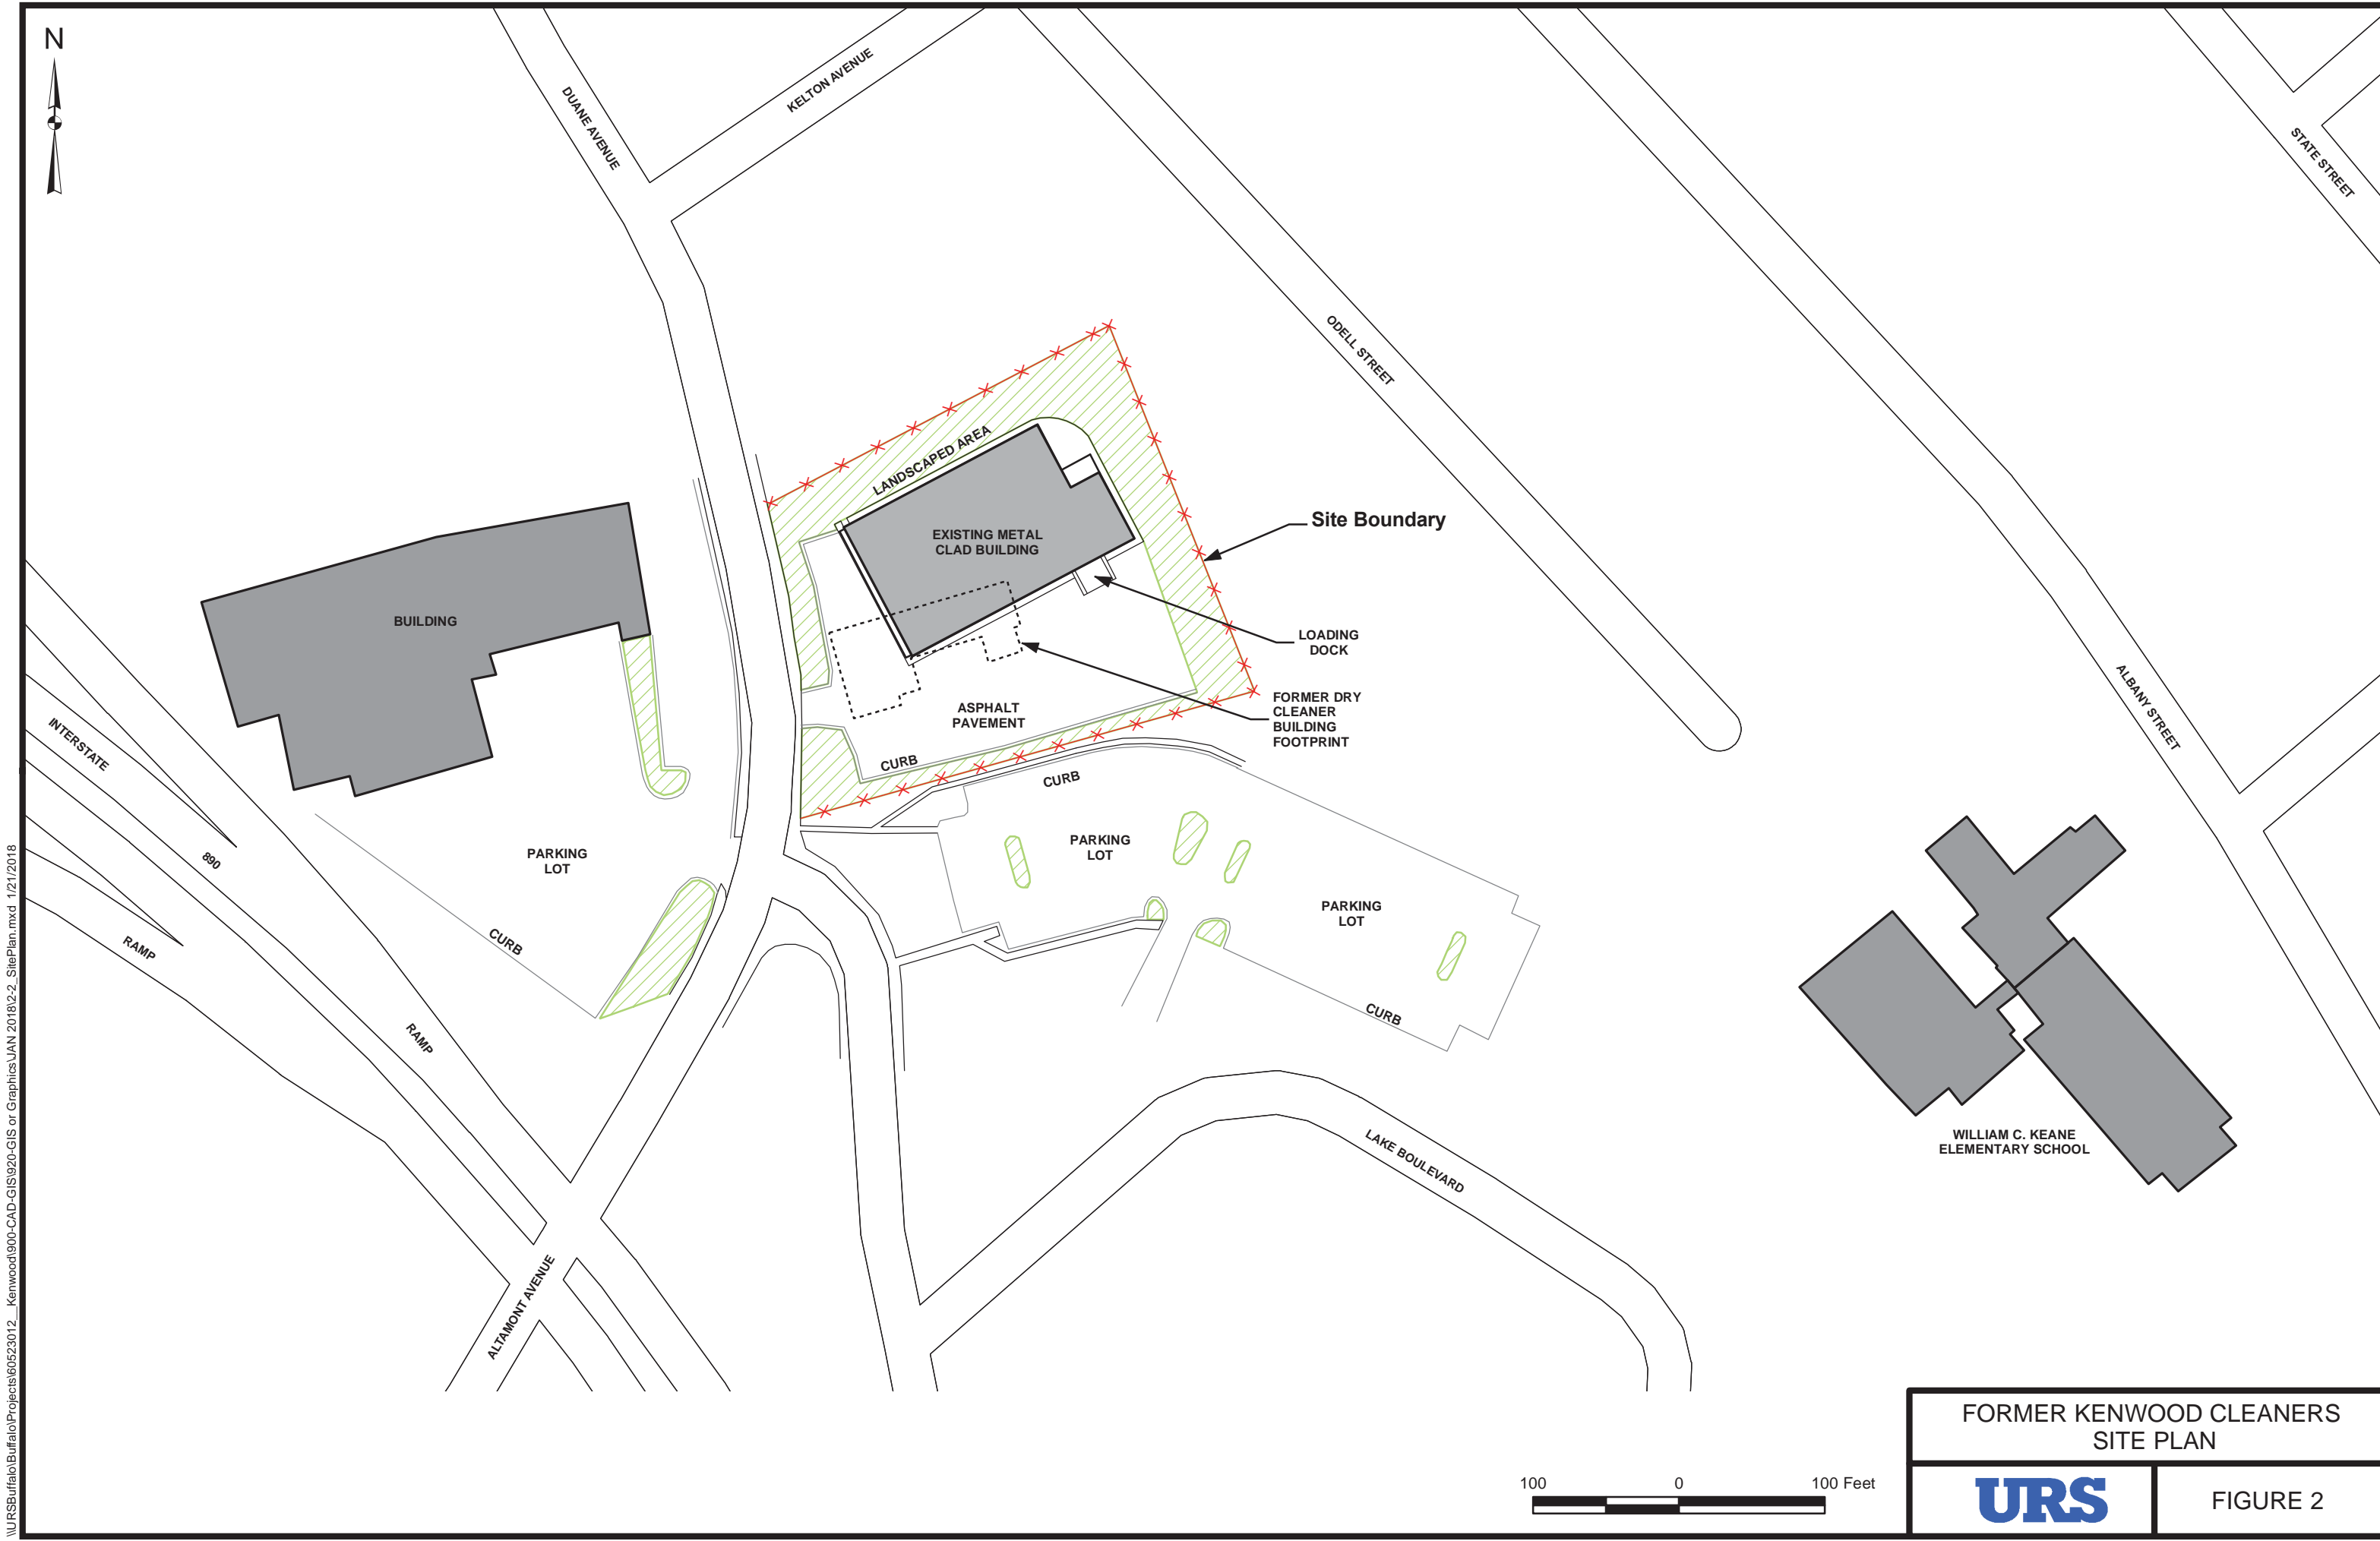 N
DUANE AVENUE
KELTON AVENUE
STATE STREET
ODELL STREET
LANDSCAPED AREA
Site Boundary
EXISTING METAL
CLAD BUILDING
BUILDING
LOADING
DOCK
FORMER DRY
CLEANER
BUILDING
FOOTPRINT
ASPHALT
PAVEMENT
ALBANY STREET
INTERSTATE
890
CURB
CURB
PARKING
LOT
PARKING
LOT
PARKING
LOT
CURB
RAMP
RAMP
CURB
WILLIAM C. KEANE
ELEMENTARY SCHOOL
LAKE BOULEVARD
ALTAMONT AVENUE
\\URSBuffalo\Buffalo\Projects\60523012__Kenwood\900-CAD-GIS\920-GIS or Graphics\JAN 2018\2-2_SitePlan.mxd 1/21/2018
100 0 100 Feet
FORMER KENWOOD CLEANERS
SITE PLAN
URS
FIGURE 2